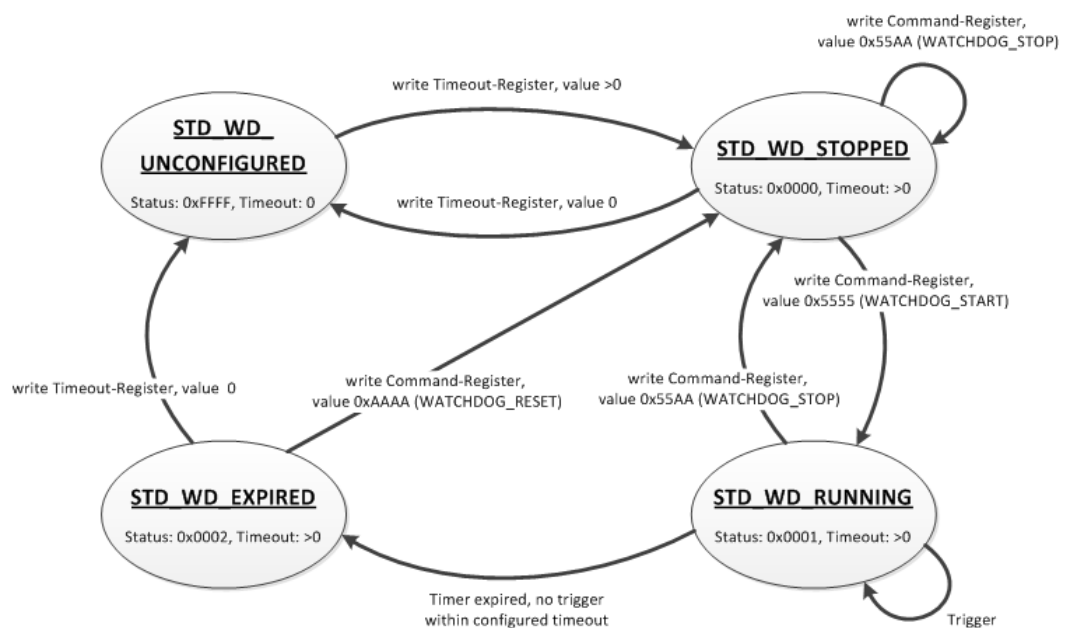 write Command-Register,
value 0x55AA (WATCHDOG_STOP)
write Timeout-Register, value >0
STD_WD_
UNCONFIGURED
Status: 0xFFFF, Timeout: 0
STD_WD_STOPPED
Status: 0x0000, Timeout: >0
write Timeout-Register, value 0
write Command-Register,
value 0x5555 (WATCHDOG_START)
write Timeout-Register, value  0
write Command-Register,
value 0xAAAA (WATCHDOG_RESET)
write Command-Register,
value 0x55AA (WATCHDOG_STOP)
STD_WD_EXPIRED
Status: 0x0002, Timeout: >0
STD_WD_RUNNING
Status: 0x0001, Timeout: >0
Timer expired, no trigger
within configured timeout
Trigger